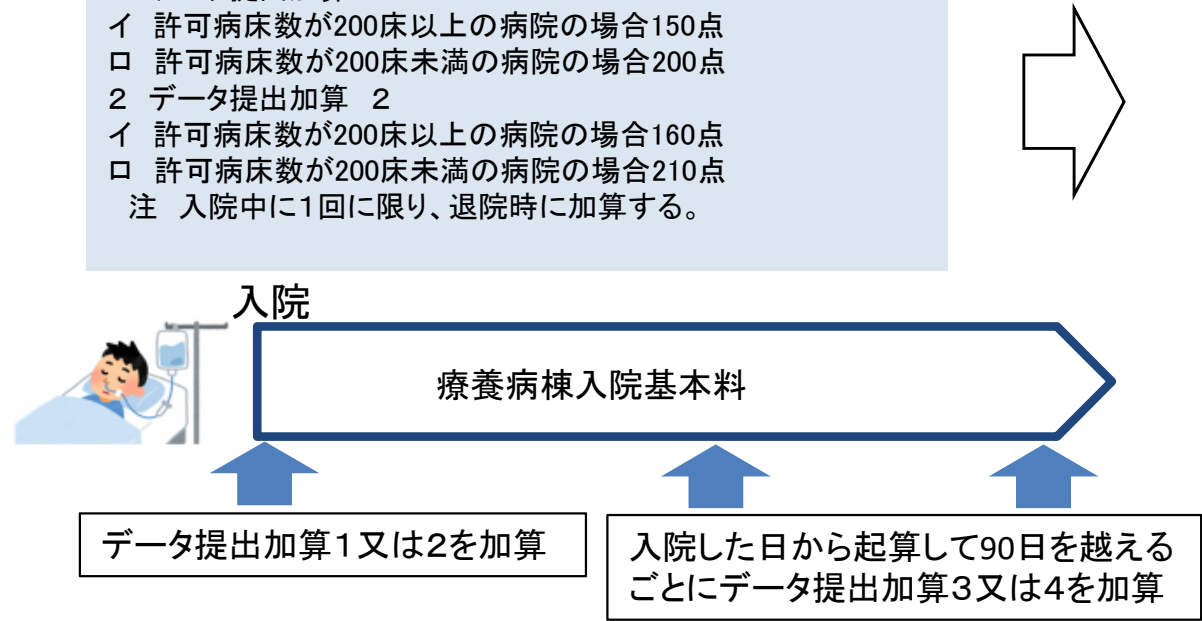 イ 許可病床数が200床以上の病院の場合150点
ロ 許可病床数が200床未満の病院の場合200点
2 データ提出加算 2
イ 許可病床数が200床以上の病院の場合160点
ロ 許可病床数が200床未満の病院の場合210点
注 入院中に1回に限り、退院時に加算する。
入院
療養病棟入院基本料
データ提出加算1又は2を加算
入院した日から起算して90日を越える
ごとにデータ提出加算3又は4を加算